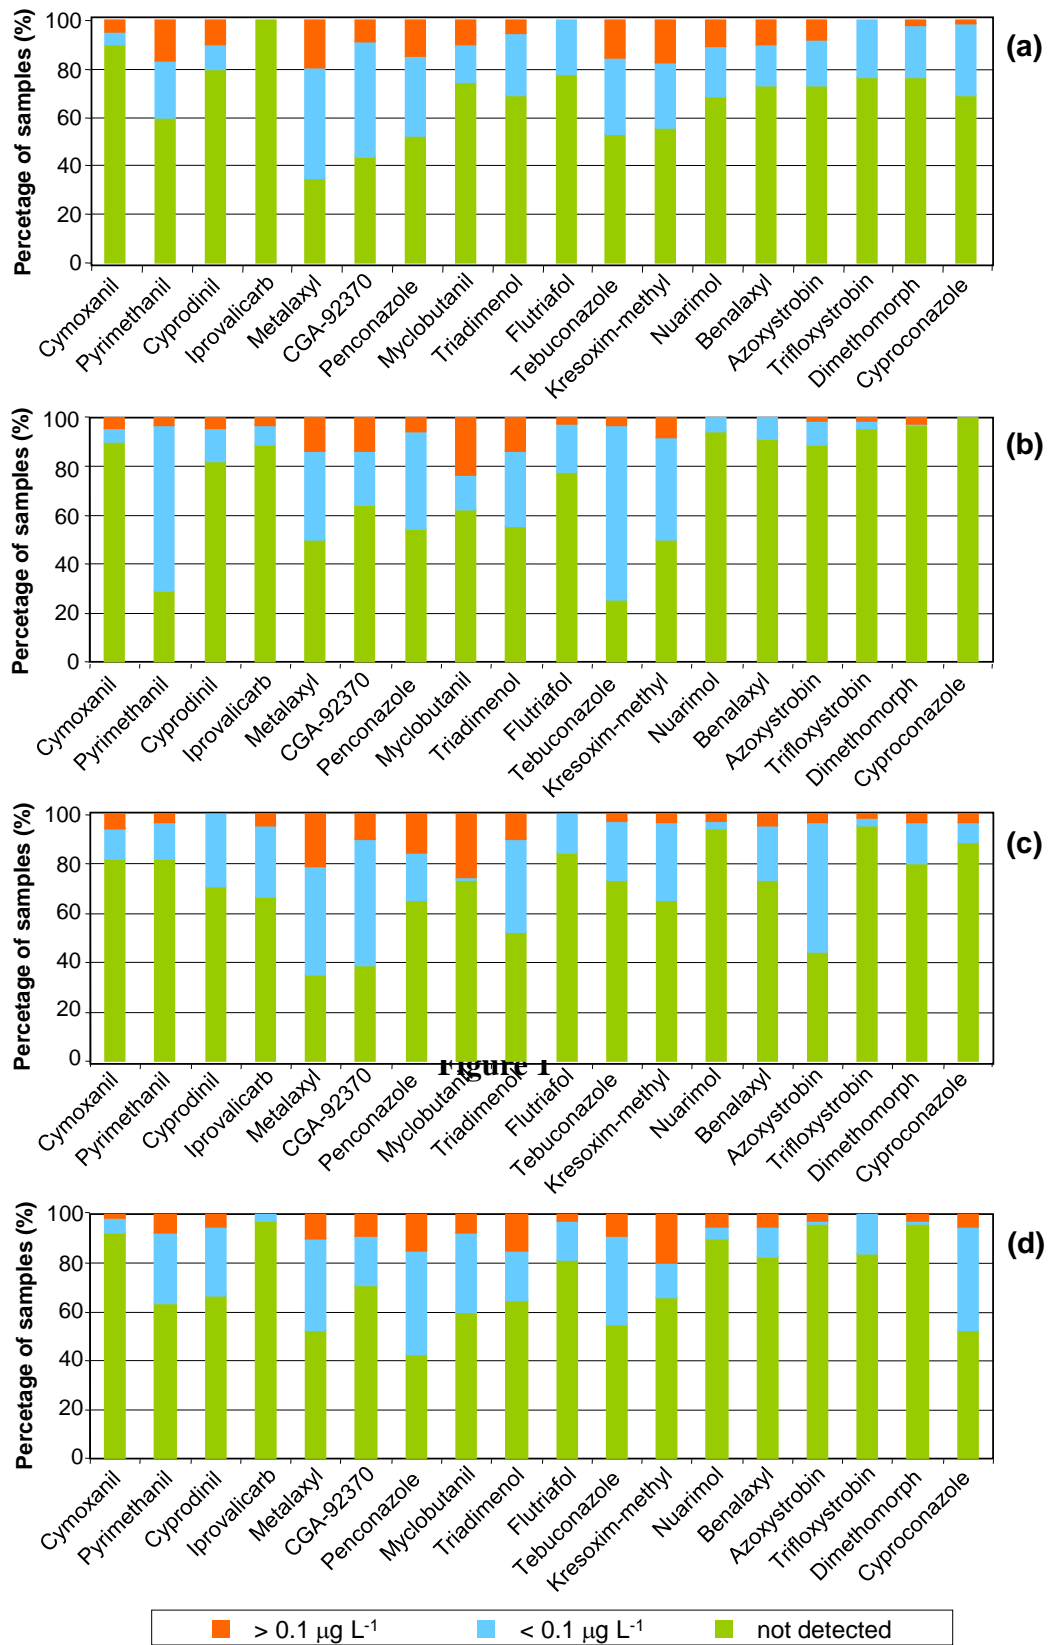 (a)
Percetage of samples (%)
100
80
60
40
20
0
Cymoxanil
Pyrimethanil
Cyprodinil
Iprovalicarb
Metalaxyl
CGA-92370
Penconazole
Myclobutanil
Triadimenol
Flutriafol
Tebuconazole
Kresoxim-methyl
Nuarimol
Benalaxyl
Azoxystrobin
Trifloxystrobin
Dimethomorph
Cyproconazole
(b)
Percetage of samples (%)
100
80
60
40
20
0
Cymoxanil
Pyrimethanil
Cyprodinil
Iprovalicarb
Metalaxyl
CGA-92370
Penconazole
Myclobutanil
Triadimenol
Flutriafol
Tebuconazole
Kresoxim-methyl
Nuarimol
Benalaxyl
Azoxystrobin
Trifloxystrobin
Dimethomorph
Cyproconazole
(c)
Percetage of samples (%)
100
80
60
40
20
0
Figure 1
Cymoxanil
Pyrimethanil
Cyprodinil
Iprovalicarb
Metalaxyl
CGA-92370
Penconazole
Myclobutanil
Triadimenol
Flutriafol
Tebuconazole
Kresoxim-methyl
Nuarimol
Benalaxyl
Azoxystrobin
Trifloxystrobin
Dimethomorph
Cyproconazole
(d)
Percetage of samples (%)
100
80
60
40
20
0
Cymoxanil
Pyrimethanil
Cyprodinil
Iprovalicarb
Metalaxyl
CGA-92370
Penconazole
Myclobutanil
Triadimenol
Flutriafol
Tebuconazole
Kresoxim-methyl
Nuarimol
Benalaxyl
Azoxystrobin
Trifloxystrobin
Dimethomorph
Cyproconazole
> 0.1 µg L⁻¹ < 0.1 µg L⁻¹ not detected